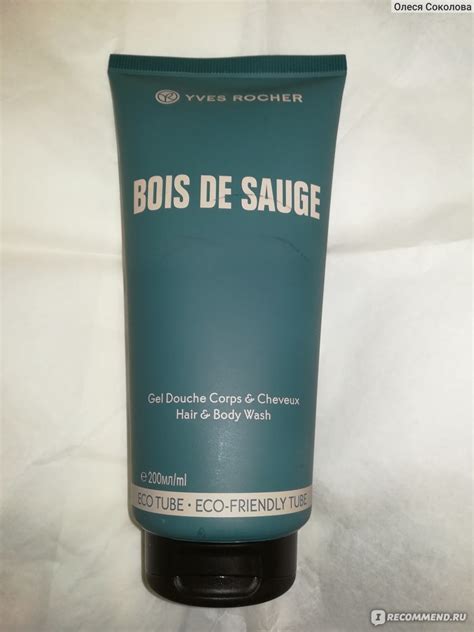 Олеся Соколова
YVES ROCHER
BOIS DE SAUGE
Gel Douche Corps & Cheveux
Hair & Body Wash
e 200мл/ml
ECO TUBE · ECO-FRIENDLY TUBE
I RECOMMEND.RU